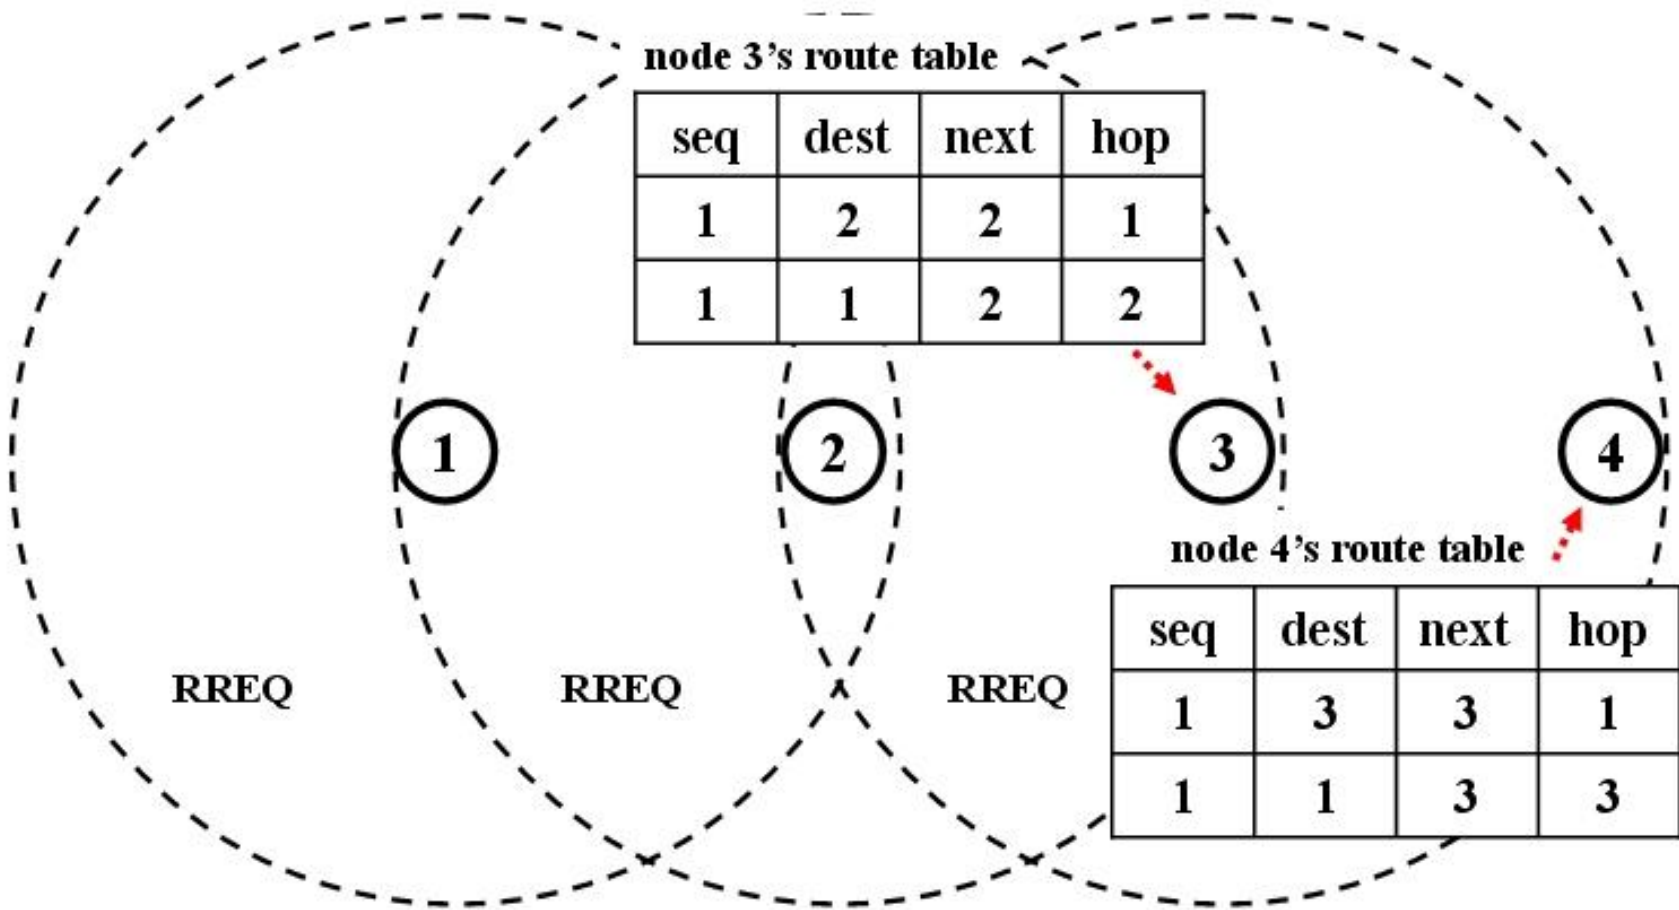 node 3’s route table
seq dest next hop
1 2 2 1
1 1 2 2
1 2 3 4
node 4’s route table
seq dest next hop
RREQ RREQ RREQ
1 3 3 1
1 1 3 3